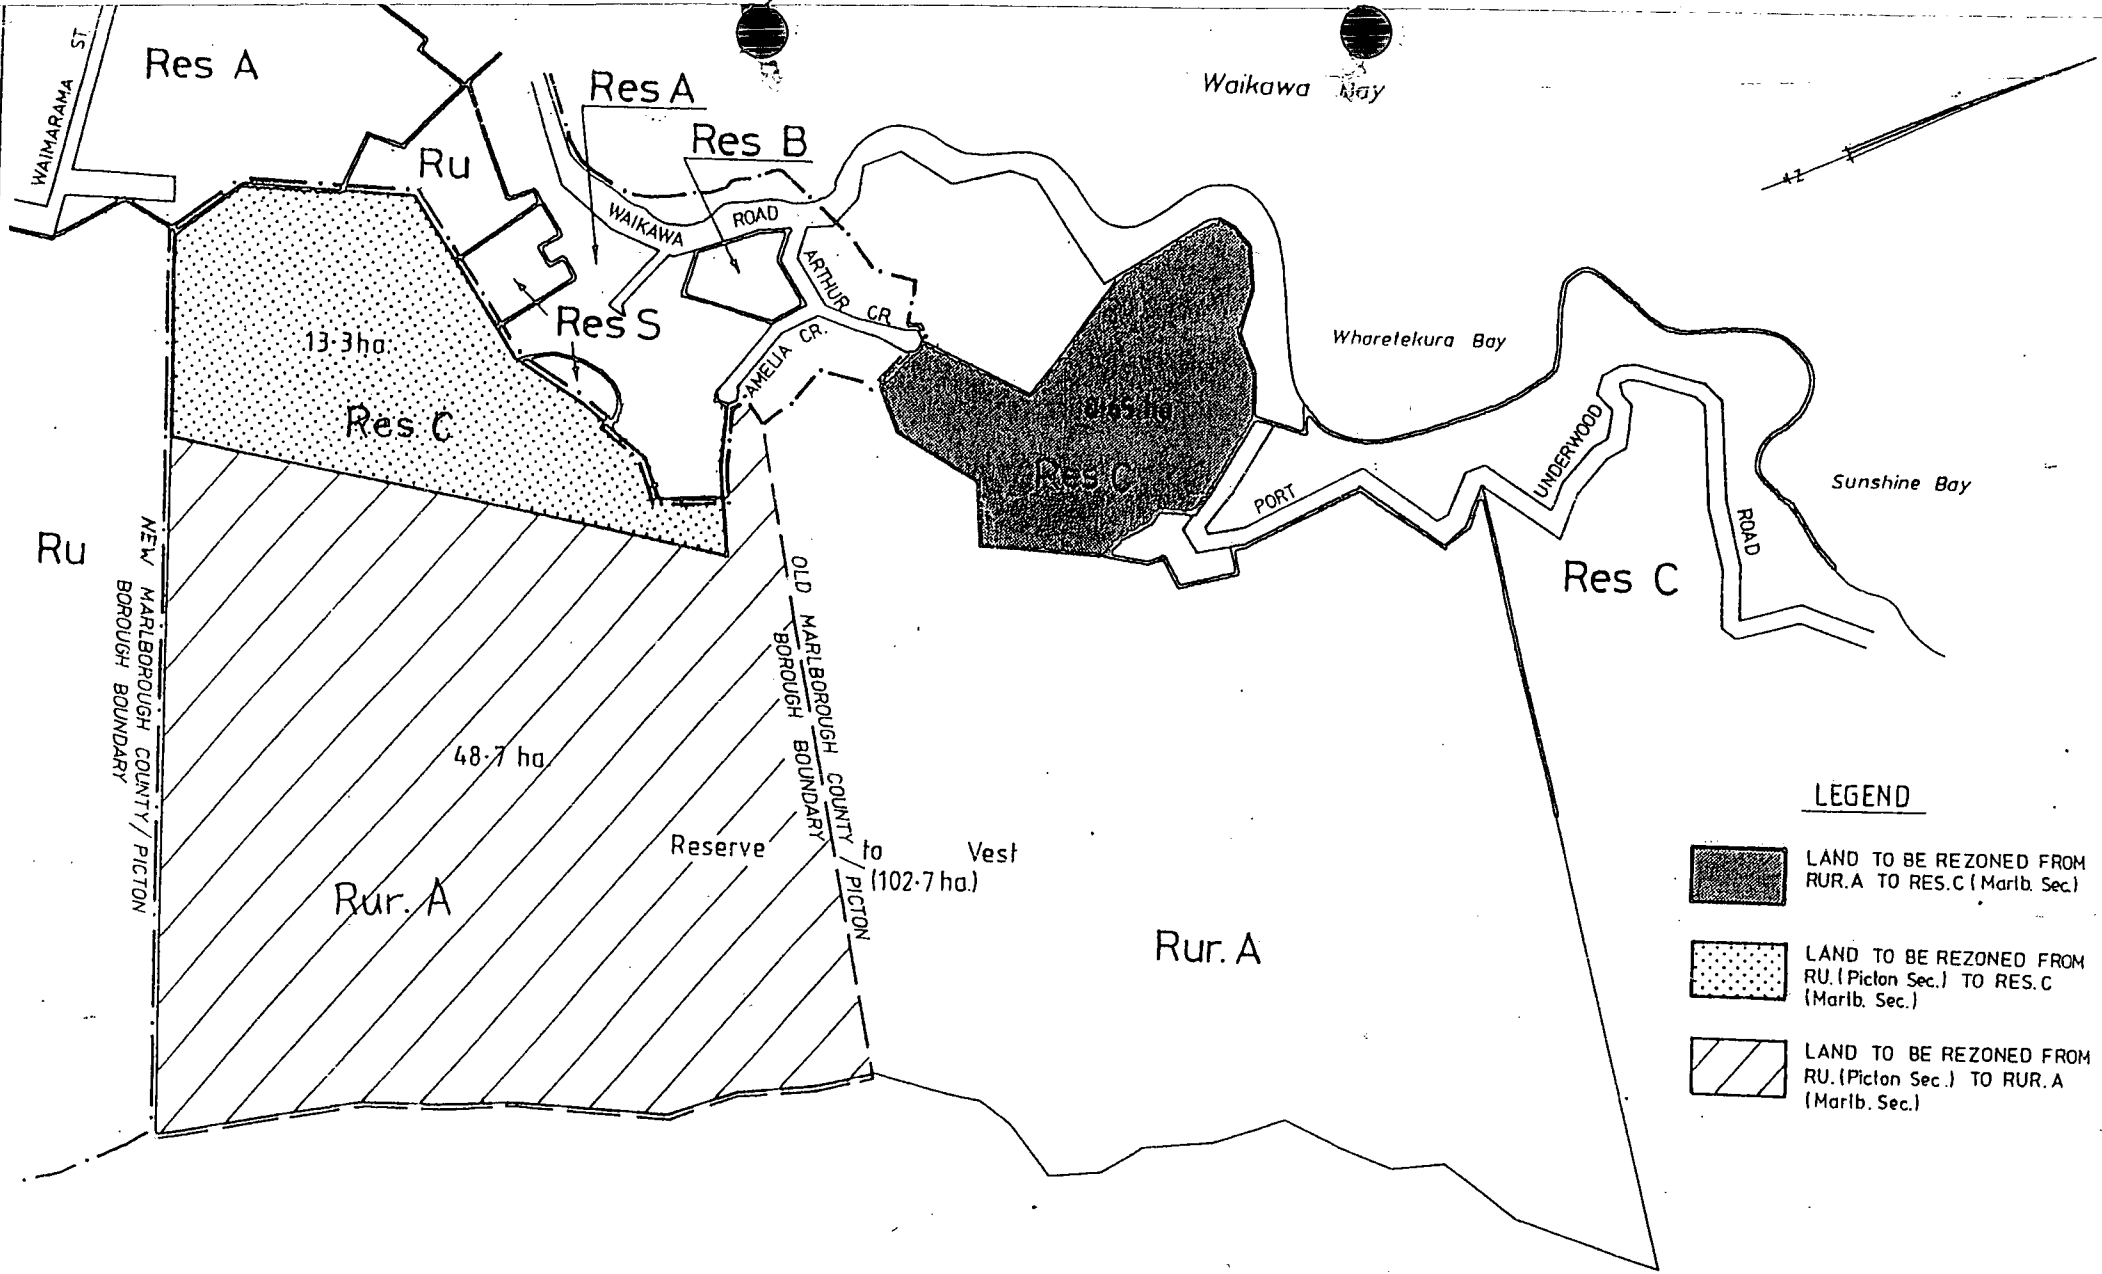 WAIMARAMA ST.
Res A
Res A
Res B
Ru
Waikawa Bay
WAIKAWA ROAD
ARTHUR CR.
AMELIA CR.
Res S
13·3ha.
Res C
Res C
Wharetekura Bay
Sunshine Bay
PORT UNDERWOOD ROAD
Res C
Ru
NEW MARLBOROUGH COUNTY / PICTON
BOROUGH BOUNDARY
OLD MARLBOROUGH COUNTY / PICTON
BOROUGH BOUNDARY
48·7 ha.
Reserve to Vest
(102·7 ha.)
Rur. A
Rur. A
LEGEND
LAND TO BE REZONED FROM
RUR.A TO RES.C (Marlb. Sec.)
LAND TO BE REZONED FROM
RU. (Picton Sec.) TO RES.C
(Marlb. Sec.)
LAND TO BE REZONED FROM
RU. (Picton Sec.) TO RUR. A
(Marlb. Sec.)